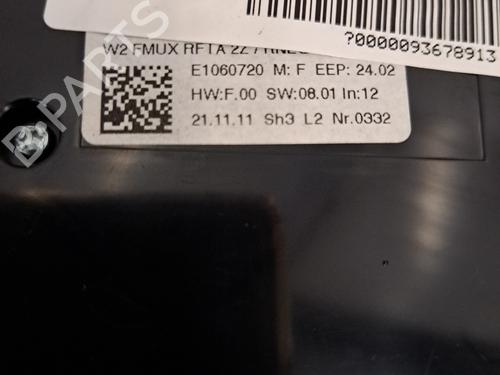 ?0000093678913
W2 FMUX RFTA 2Z
E1060720 M: F EEP: 24.02
HW:F.00 SW:08.01 In:12
21.11.11 Sh3 L2 Nr.0332
B-PARTS